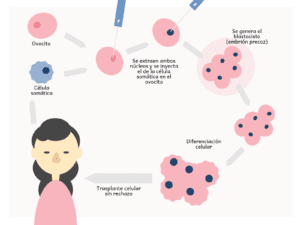 Ovocito
Célula
somática
Se extraen ambos
núcleos y se inyecta
el de la célula
somática en el
ovocito
Se genera el
blastocisto
(embrión precoz)
Diferenciación
celular
Trasplante celular
sin rechazo